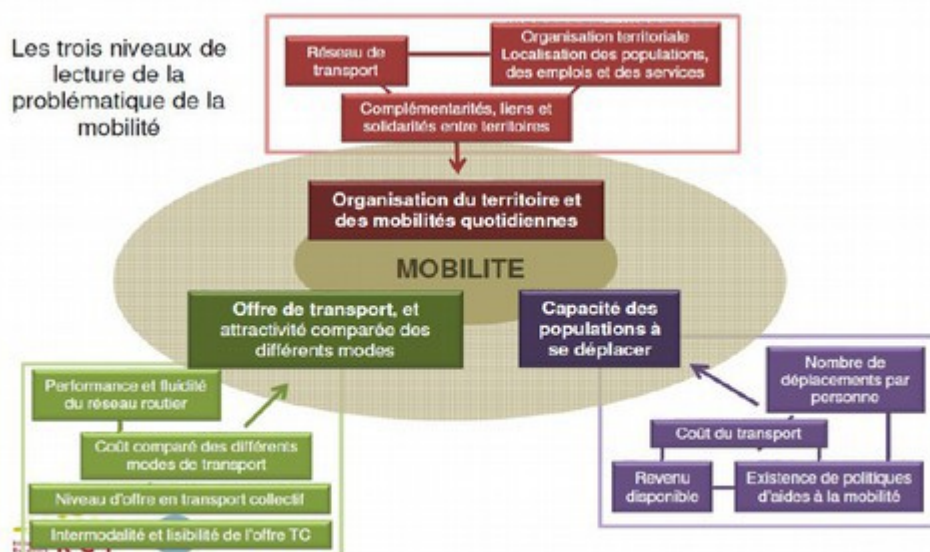 Les trois niveaux de
lecture de la
problématique de la
mobilité
Réseau de
transport
Organisation territoriale
Localisation des populations,
des emplois et des services
Complémentarités, liens et
solidarités entre territoires
Organisation du territoire et
des mobilités quotidiennes
MOBILITE
Offre de transport, et
attractivité comparée des
différents modes
Capacité des
populations à
se déplacer
Performance et fluidité
du réseau routier
Coût comparé des différents
modes de transport
Niveau d'offre en transport collectif
Intermodalité et lisibilité de l'offre TC
Nombre de
déplacements par
personne
Coût du transport
Revenu
disponible
Existence de politiques
d'aides à la mobilité